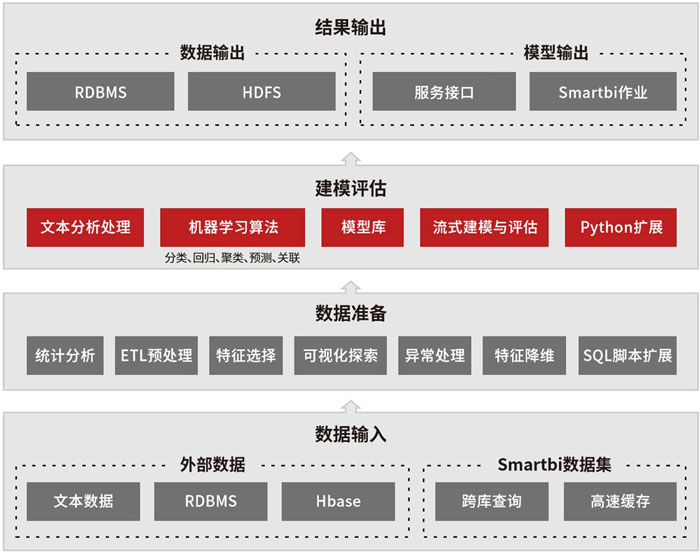 结果输出
数据输出
模型输出
RDBMS
HDFS
服务接口
Smartbi作业
建模评估
文本分析处理
机器学习算法
模型库
流式建模与评估
Python扩展
分类、回归、聚类、预测、关联
数据准备
统计分析
ETL预处理
特征选择
可视化探索
异常处理
特征降维
SQL脚本扩展
数据输入
外部数据
Smartbi数据集
文本数据
RDBMS
Hbase
跨库查询
高速缓存